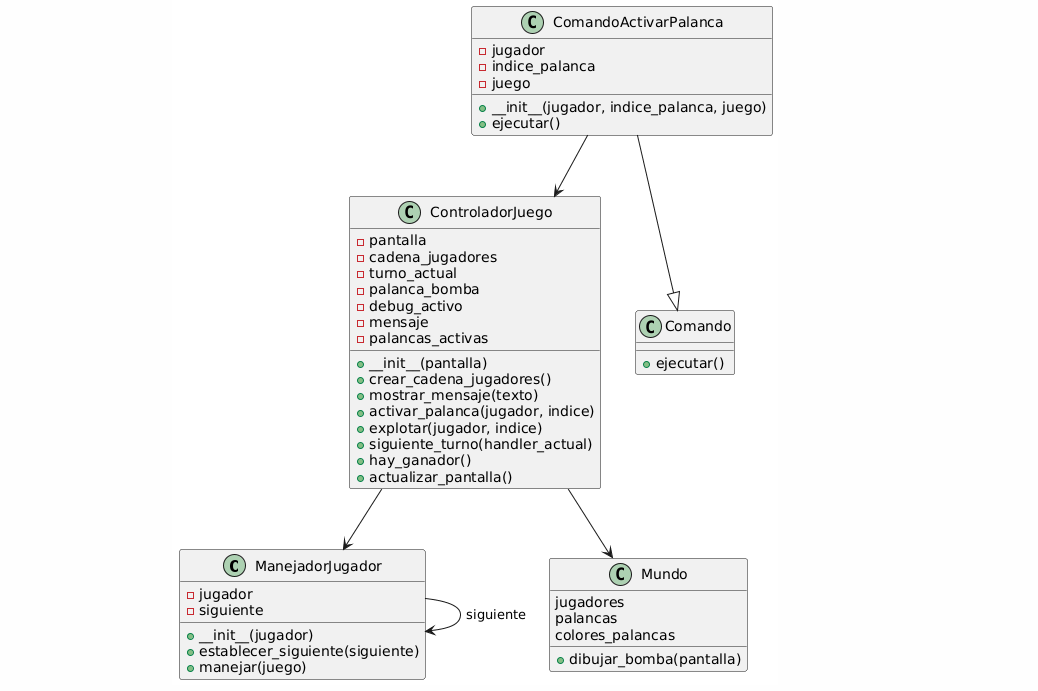 C ComandoActivarPalanca
jugador
indice_palanca
juego
__init__(jugador, indice_palanca, juego)
ejecutar()
C ControladorJuego
pantalla
cadena_jugadores
turno_actual
palanca_bomba
debug_activo
mensaje
palancas_activas
__init__(pantalla)
crear_cadena_jugadores()
mostrar_mensaje(texto)
activar_palanca(jugador, indice)
explotar(jugador, indice)
siguiente_turno(handler_actual)
hay_ganador()
actualizar_pantalla()
C Comando
ejecutar()
C ManejadorJugador
jugador
siguiente
__init__(jugador)
establecer_siguiente(siguiente)
manejar(juego)
siguiente
C Mundo
jugadores
palancas
colores_palancas
dibujar_bomba(pantalla)